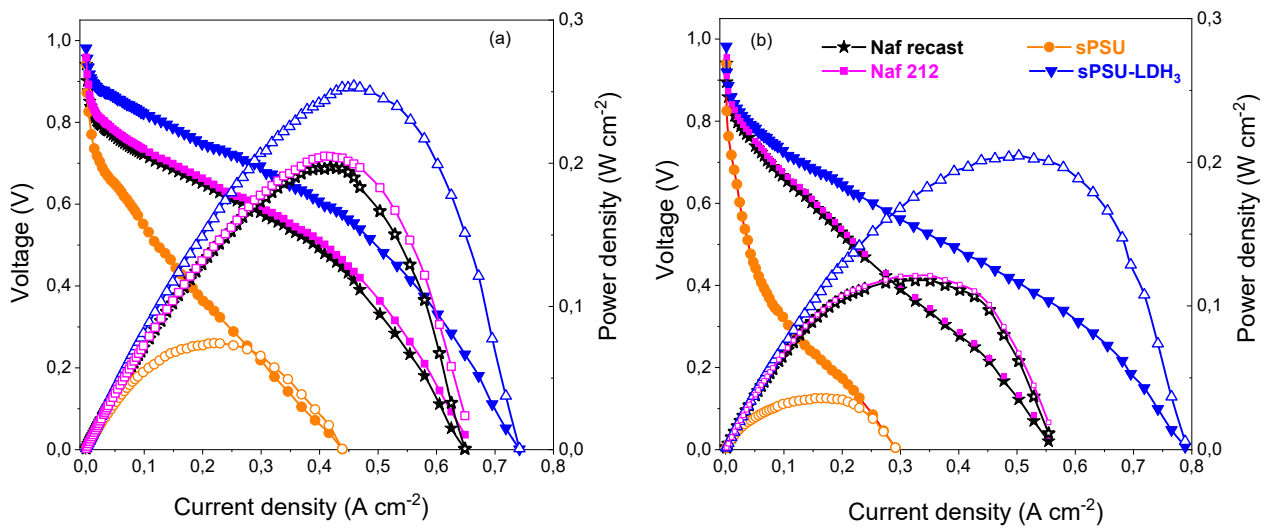 (a)
1,0
0,8
0,6
0,4
0,2
0,0
Voltage (V)
0,3
0,2
0,1
0,0
Power density (W cm⁻²)
0,0 0,1 0,2 0,3 0,4 0,5 0,6 0,7 0,8
Current density (A cm⁻²)
(b)
Naf recast sPSU
Naf 212 sPSU-LDH₃
1,0
0,8
0,6
0,4
0,2
0,0
Voltage (V)
0,3
0,2
0,1
0,0
Power density (W cm⁻²)
0,0 0,1 0,2 0,3 0,4 0,5 0,6 0,7 0,8
Current density (A cm⁻²)